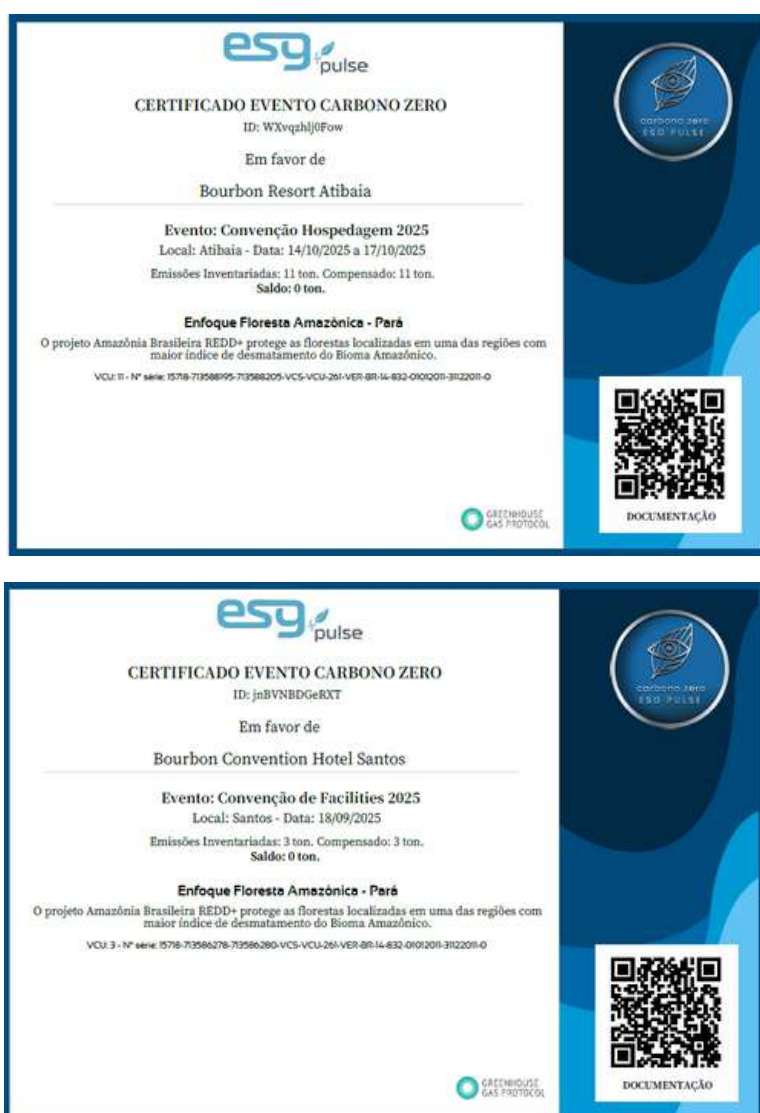 esg pulse
CERTIFICADO EVENTO CARBONO ZERO
ID: WXvqzhlj0Fow
Em favor de
Bourbon Resort Atibaia
Evento: Convenção Hospedagem 2025
Local: Atibaia - Data: 14/10/2025 a 17/10/2025
Emissões Inventariadas: 11 ton. Compensado: 11 ton.
Saldo: 0 ton.
Enfoque Floresta Amazônica - Pará
O projeto Amazônia Brasileira REDD+ protege as florestas localizadas em uma das regiões com
maior índice de desmatamento do Bioma Amazônico.
VCU: 11 - Nº série: 15718-713588195-713588205-VCS-VCU-261-VER-BR-14-832-01012011-31122011-0
GREENHOUSE
GAS PROTOCOL
carbono zero
ESG PULSE
DOCUMENTAÇÃO
esg pulse
CERTIFICADO EVENTO CARBONO ZERO
ID: jnBVNBDGeRXT
Em favor de
Bourbon Convention Hotel Santos
Evento: Convenção de Facilities 2025
Local: Santos - Data: 18/09/2025
Emissões Inventariadas: 3 ton. Compensado: 3 ton.
Saldo: 0 ton.
Enfoque Floresta Amazônica - Pará
O projeto Amazônia Brasileira REDD+ protege as florestas localizadas em uma das regiões com
maior índice de desmatamento do Bioma Amazônico.
VCU: 3 - Nº série: 15718-713586278-713586280-VCS-VCU-261-VER-BR-14-832-01012011-31122011-0
GREENHOUSE
GAS PROTOCOL
carbono zero
ESG PULSE
DOCUMENTAÇÃO